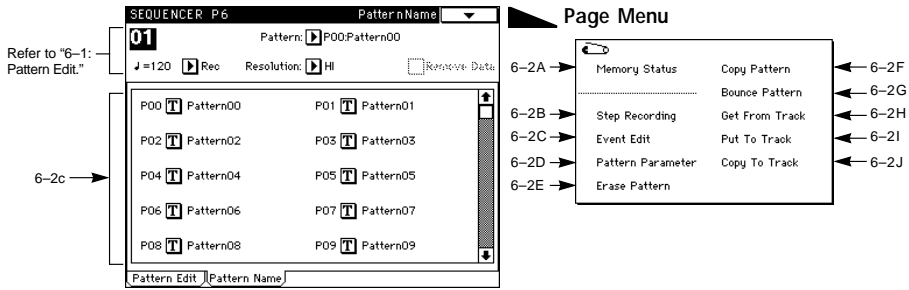 SEQUENCER P6 PatternName
01 Pattern: P00:Pattern00
Refer to “6–1: Pattern Edit.”
♩=120 Rec Resolution: HI Remove Data
P00 T Pattern00 P01 T Pattern01
P02 T Pattern02 P03 T Pattern03
6–2c
P04 T Pattern04 P05 T Pattern05
P06 T Pattern06 P07 T Pattern07
P08 T Pattern08 P09 T Pattern09
Pattern Edit Pattern Name
Page Menu
6–2A Memory Status Copy Pattern 6–2F
Bounce Pattern 6–2G
6–2B Step Recording Get From Track 6–2H
6–2C Event Edit Put To Track 6–2I
6–2D Pattern Parameter Copy To Track 6–2J
6–2E Erase Pattern